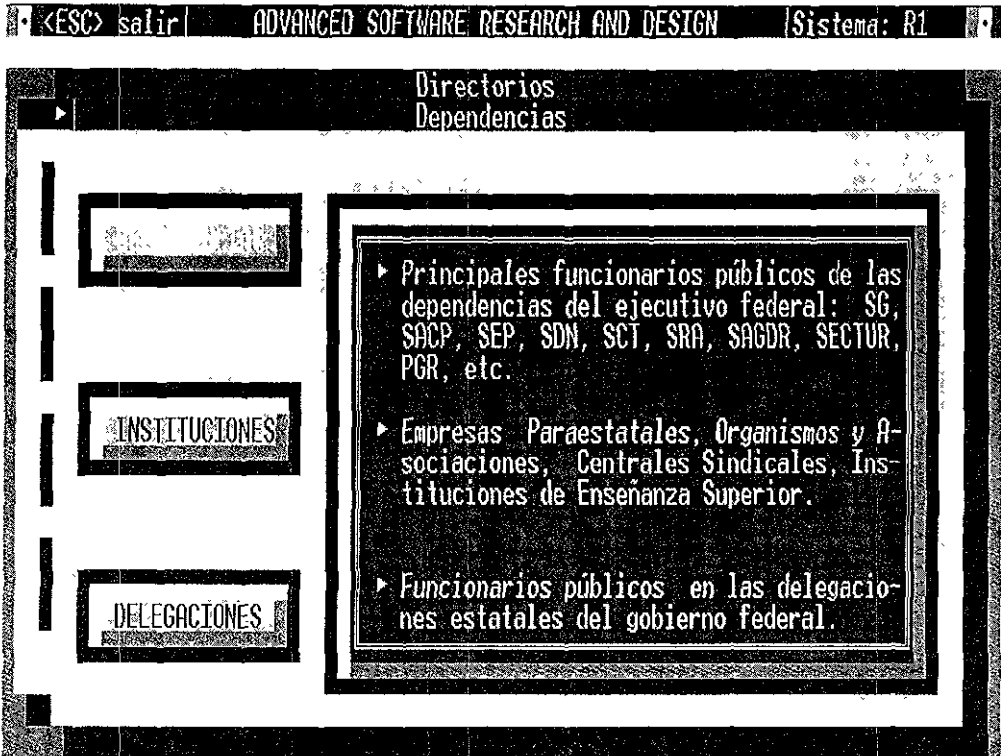 <ESC> salir
ADVANCED SOFTWARE RESEARCH AND DESIGN
Sistema: R1
Directorios
Dependencias
INSTITUCIONES
DELEGACIONES
Principales funcionarios públicos de las
dependencias del ejecutivo federal: SG,
SACP, SEP, SDN, SCT, SRA, SAGDR, SECTUR,
PGR, etc.
Empresas Paraestatales, Organismos y A-
sociaciones, Centrales Sindicales, Ins-
tituciones de Enseñanza Superior.
Funcionarios públicos en las delegacio-
nes estatales del gobierno federal.